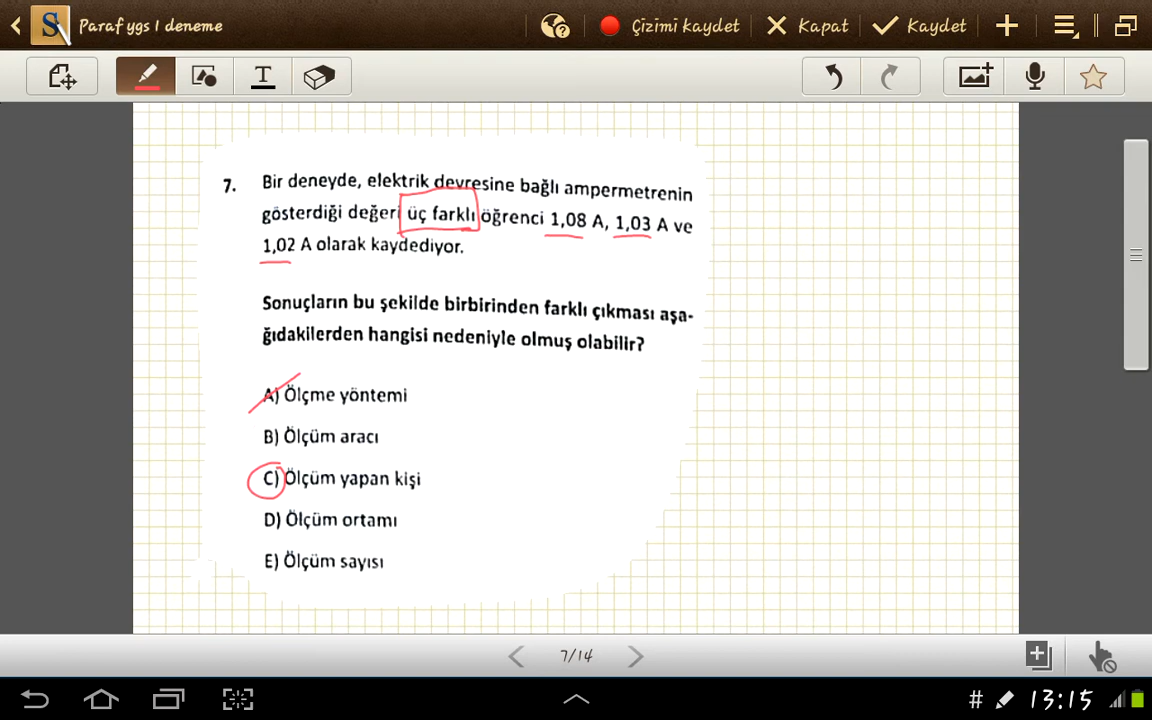 Paraf ygs 1 deneme
Çizimi kaydet
Kapat
Kaydet
T
7. Bir deneyde, elektrik devresine bağlı ampermetrenin
gösterdiği değeri üç farklı öğrenci 1,08 A, 1,03 A ve
1,02 A olarak kaydediyor.
Sonuçların bu şekilde birbirinden farklı çıkması aşa-
ğıdakilerden hangisi nedeniyle olmuş olabilir?
A) Ölçme yöntemi
B) Ölçüm aracı
C) Ölçüm yapan kişi
D) Ölçüm ortamı
E) Ölçüm sayısı
7/14
# 13:15